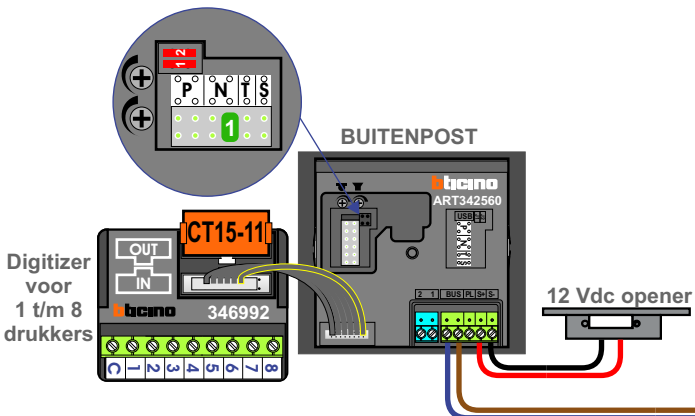 1 2
P N T S
1
BUITENPOST
bticino
ART342560
USB
P N T S
2 1 BUS PL S+ S-
12 Vdc opener
CT15-11
OUT
IN
bticino
346992
Digitizer
voor
1 t/m 8
drukkers
C 1 2 3 4 5 6 7 8